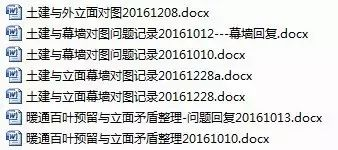 土建与外立面对图20161208.docx
土建与幕墙对图问题记录20161012---幕墙回复.docx
土建与幕墙对图问题记录20161010.docx
土建与立面幕墙对图20161228a.docx
土建与立面幕墙对图20161228.docx
暖通百叶预留与立面矛盾整理-问题回复20161013.docx
暖通百叶预留与立面矛盾整理20161010.docx